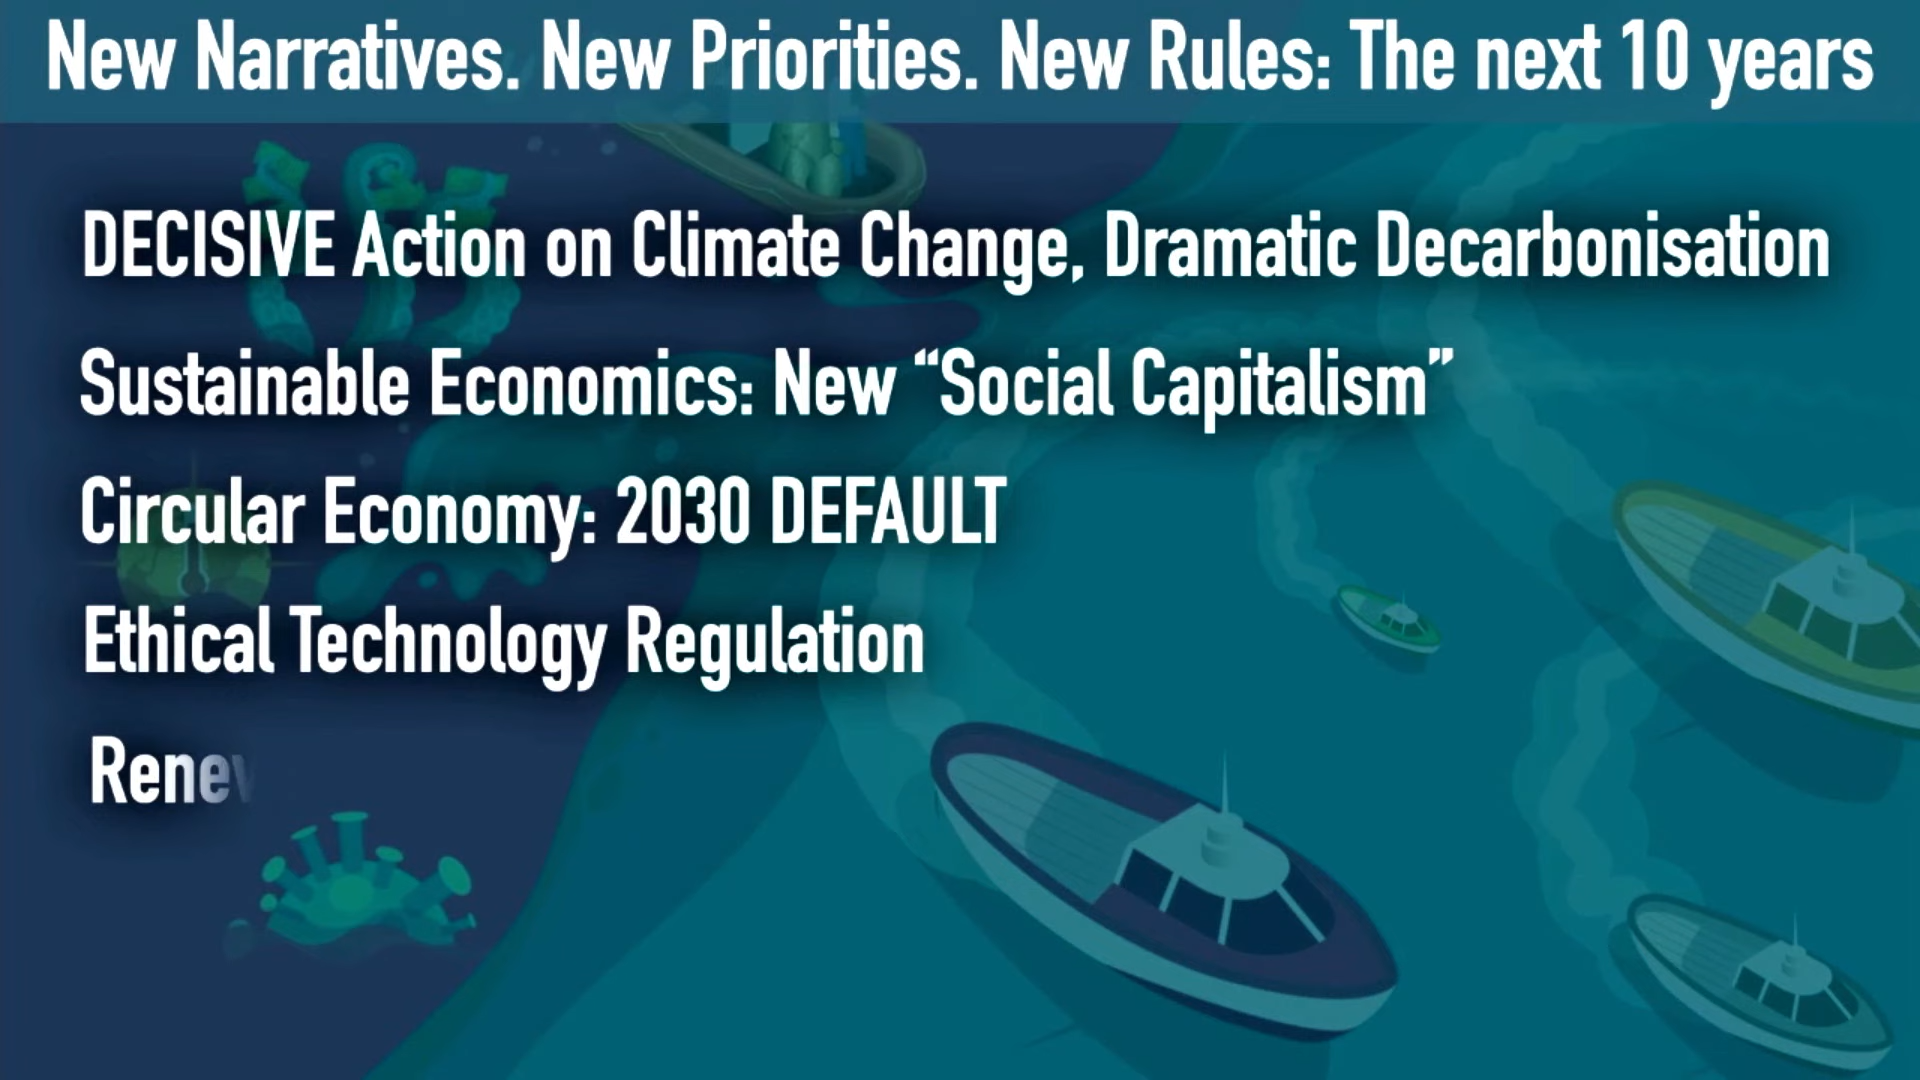 New Narratives. New Priorities. New Rules: The next 10 years
DECISIVE Action on Climate Change, Dramatic Decarbonisation
Sustainable Economics: New “Social Capitalism”
Circular Economy: 2030 DEFAULT
Ethical Technology Regulation
Renew